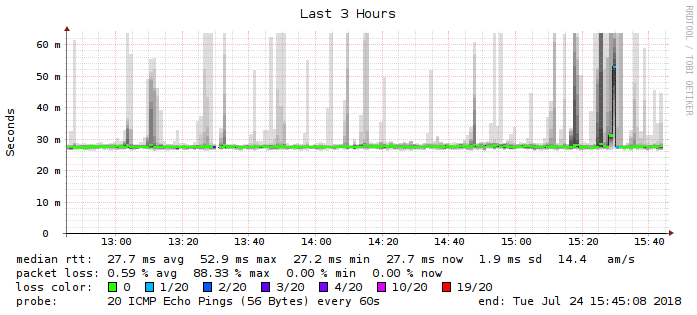 Last 3 Hours
RRDTOOL / TOBI OETIKER
Seconds
60 m
50 m
40 m
30 m
20 m
10 m
0
13:00 13:20 13:40 14:00 14:20 14:40 15:00 15:20 15:40
median rtt: 27.7 ms avg 52.9 ms max 27.2 ms min 27.7 ms now 1.9 ms sd 14.4 am/s
packet loss: 0.59 % avg 88.33 % max 0.00 % min 0.00 % now
loss color: 0 1/20 2/20 3/20 4/20 10/20 19/20
probe: 20 ICMP Echo Pings (56 Bytes) every 60s end: Tue Jul 24 15:45:08 2018